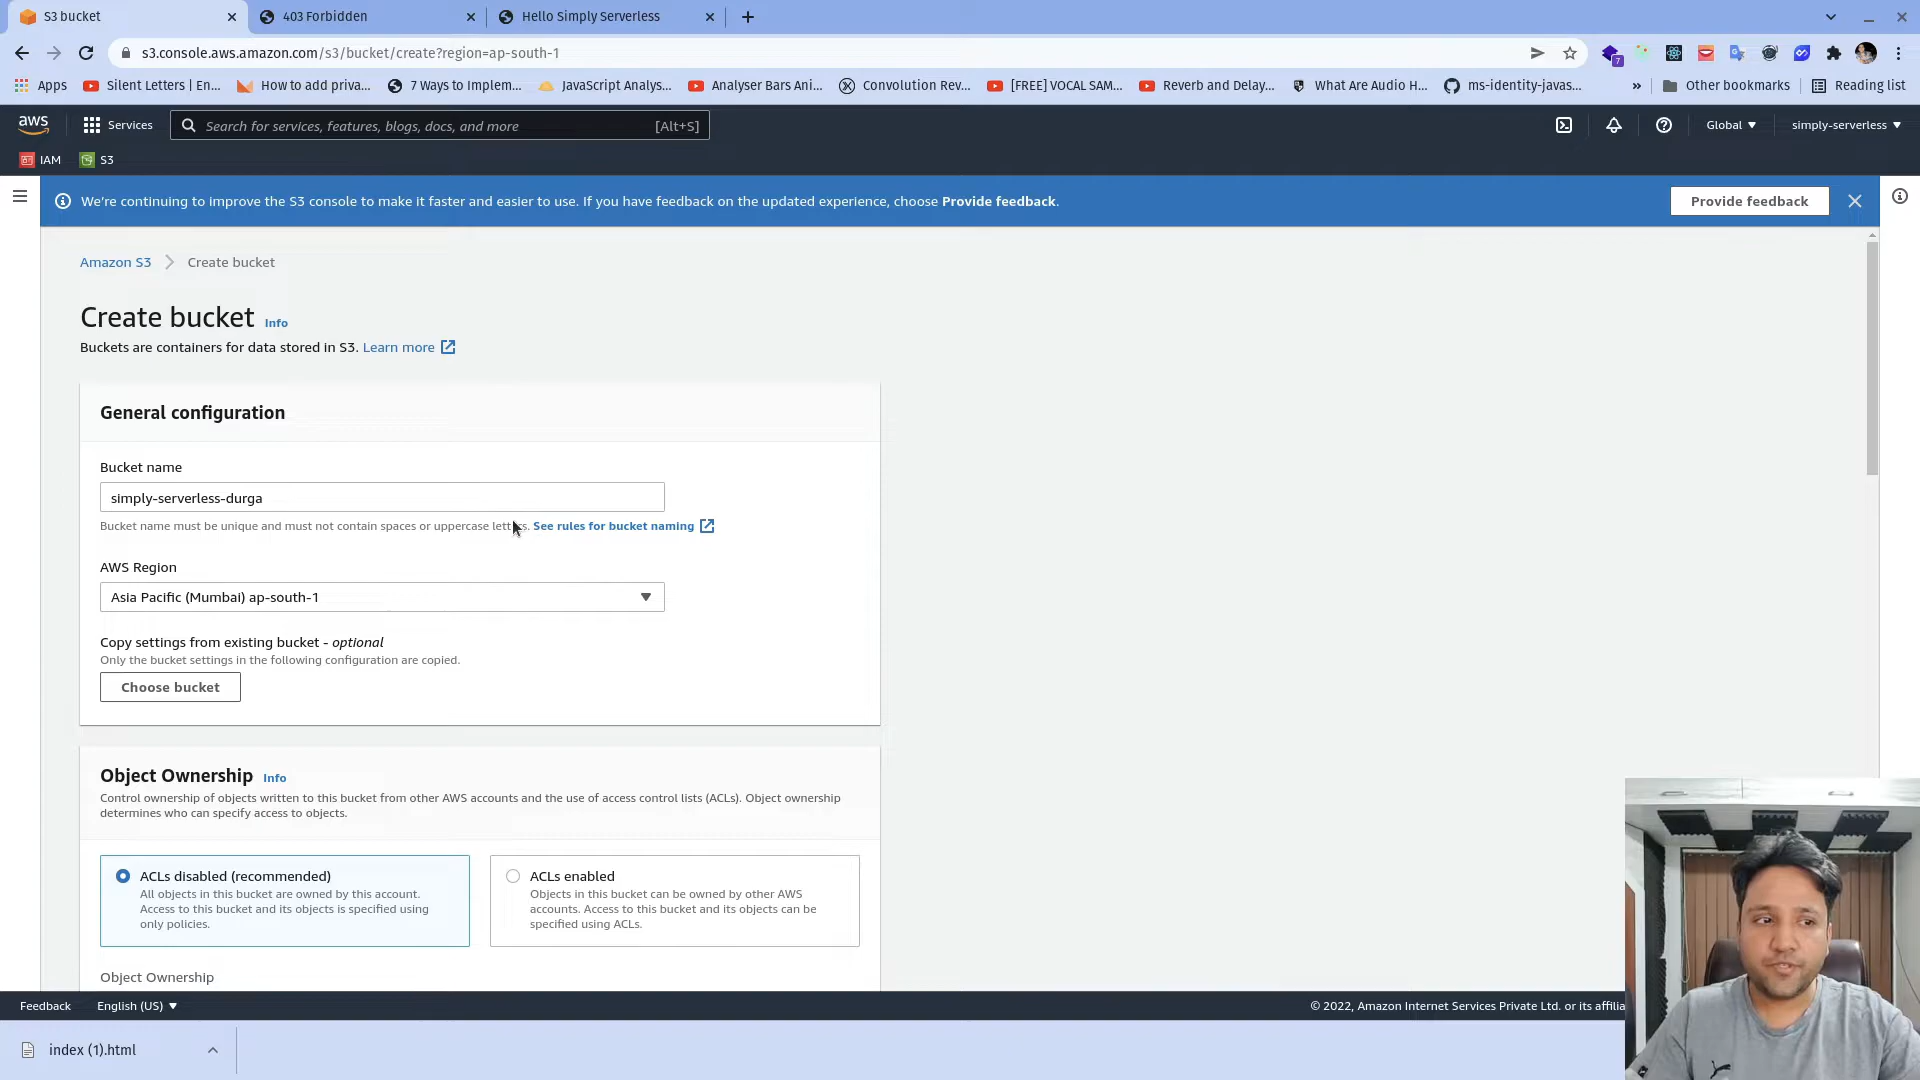 S3 bucket
403 Forbidden
Hello Simply Serverless
s3.console.aws.amazon.com/s3/bucket/create?region=ap-south-1
7
Apps
Silent Letters | En...
How to add priva...
7 Ways to Implem...
JavaScript Analys...
Analyser Bars Ani...
Convolution Rev...
[FREE] VOCAL SAM...
Reverb and Delay...
What Are Audio H...
ms-identity-javas...
»
Other bookmarks
Reading list
aws
Services
Search for services, features, blogs, docs, and more
[Alt+S]
Global
simply-serverless
IAM
S3
We're continuing to improve the S3 console to make it faster and easier to use. If you have feedback on the updated experience, choose Provide feedback.
Provide feedback
Amazon S3
Create bucket
Create bucket Info
Buckets are containers for data stored in S3. Learn more
General configuration
Bucket name
simply-serverless-durga
Bucket name must be unique and must not contain spaces or uppercase letters. See rules for bucket naming
AWS Region
Asia Pacific (Mumbai) ap-south-1
Copy settings from existing bucket - optional
Only the bucket settings in the following configuration are copied.
Choose bucket
Object Ownership Info
Control ownership of objects written to this bucket from other AWS accounts and the use of access control lists (ACLs). Object ownership
determines who can specify access to objects.
ACLs disabled (recommended)
All objects in this bucket are owned by this account.
Access to this bucket and its objects is specified using
only policies.
ACLs enabled
Objects in this bucket can be owned by other AWS
accounts. Access to this bucket and its objects can be
specified using ACLs.
Object Ownership
Feedback
English (US)
© 2022, Amazon Internet Services Private Ltd. or its affilia
index (1).html